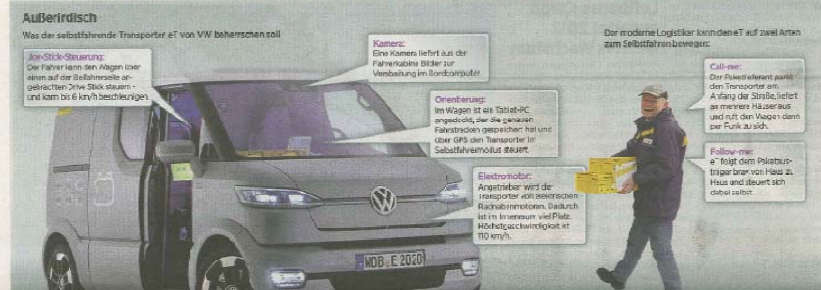 Außerirdisch
Was der selbstfahrende Transporter eT von VW beherrschen soll
Joy-Stick-Steuerung:
Der Fahrer kann den Wagen über
einen auf der Beifahrerseite an-
gebrachten Drive Stick steuern -
und kam bis 6 km/h beschleunigen.
Kamera:
Eine Kamera liefert aus der
Fahrerkabine Bilder zur
Verarbeitung im Bordcomputer.
Orientierung:
Im Wagen ist ein Tablet-PC
angedockt, der die genauen
Fahrstrecken gespeichert hat und
über GPS den Transporter im
Selbstfahrermodus steuert.
Elektromotor:
Angetrieben wird der
Transporter von elektrischen
Radnabenmotoren. Dadurch
ist im Innenraum viel Platz.
Höchstgeschwindigkeit ist
110 km/h.
WOB E 2020
Der moderne Logistiker kann den eT auf zwei Arten
zum Selbstfahren bewegen:
Call-me:
Der Paketlieferant parkt
den Transporter am
Anfang der Straße, liefert
an mehrere Häuser aus
und ruft den Wagen dann
per Funk zu sich.
Follow-me:
eT folgt dem Paketaus-
träger brav von Haus zu
Haus und steuert sich
dabei selbst.